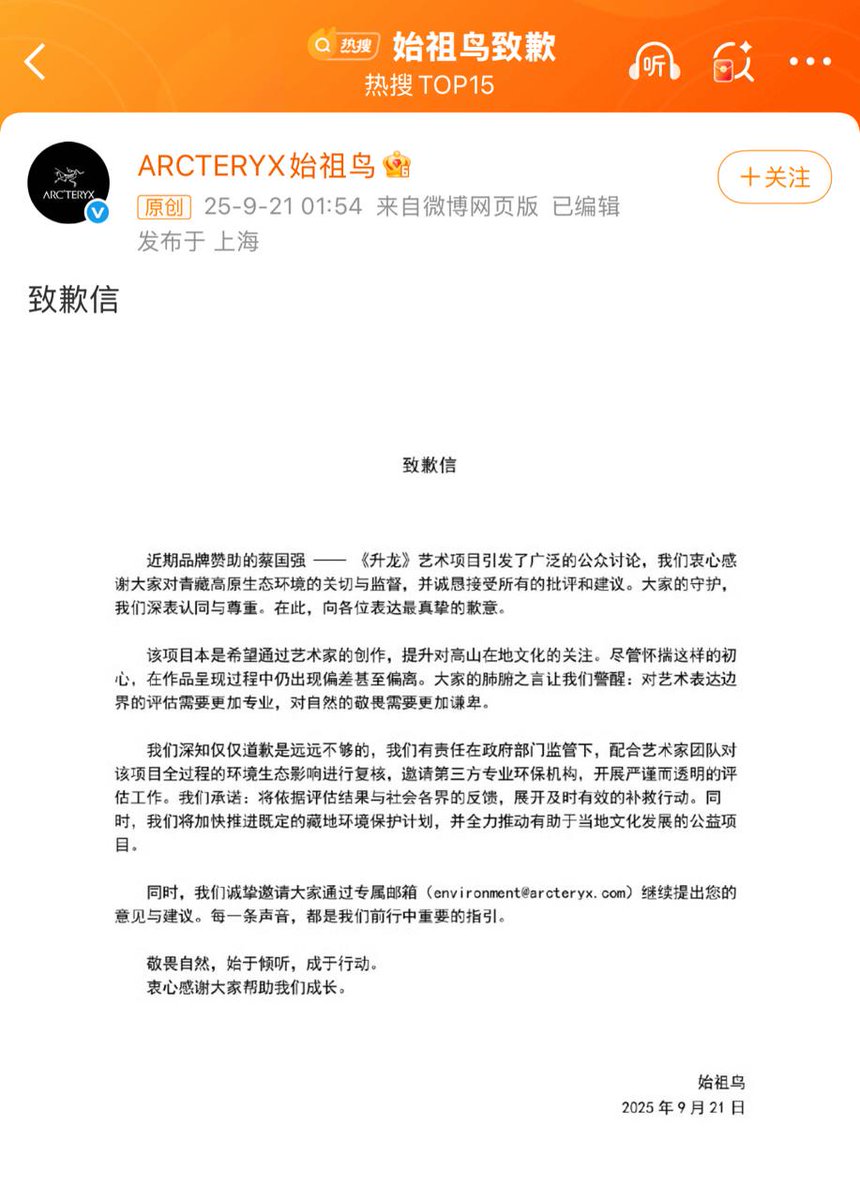 热搜 始祖鸟致歉
热搜 TOP15
听
ARC'TERYX
ARCTERYX始祖鸟
+关注
原创 25-9-21 01:54 来自微博网页版 已编辑
发布于 上海
致歉信
致歉信
近期品牌赞助的蔡国强 —— 《升龙》艺术项目引发了广泛的公众讨论，我们衷心感
谢大家对青藏高原生态环境的关切与监督，并诚恳接受所有的批评和建议。大家的守护，
我们深表认同与尊重。在此，向各位表达最真挚的歉意。
该项目本是希望通过艺术家的创作，提升对高山在地文化的关注。尽管怀揣这样的初
心，在作品呈现过程中仍出现偏差甚至偏离。大家的肺腑之言让我们警醒：对艺术表达边
界的评估需要更加专业，对自然的敬畏需要更加谦卑。
我们深知仅仅道歉是远远不够的，我们有责任在政府部门监管下，配合艺术家团队对
该项目全过程的环境生态影响进行复核，邀请第三方专业环保机构，开展严谨而透明的评
估工作。我们承诺：将依据评估结果与社会各界的反馈，展开及时有效的补救行动。同
时，我们将加快推进既定的藏地环境保护计划，并全力推动有助于当地文化发展的公益项
目。
同时，我们诚挚邀请大家通过专属邮箱（environment@arcteryx.com）继续提出您的
意见与建议。每一条声音，都是我们前行中重要的指引。
敬畏自然，始于倾听，成于行动。
衷心感谢大家帮助我们成长。
始祖鸟
2025 年 9 月 21 日